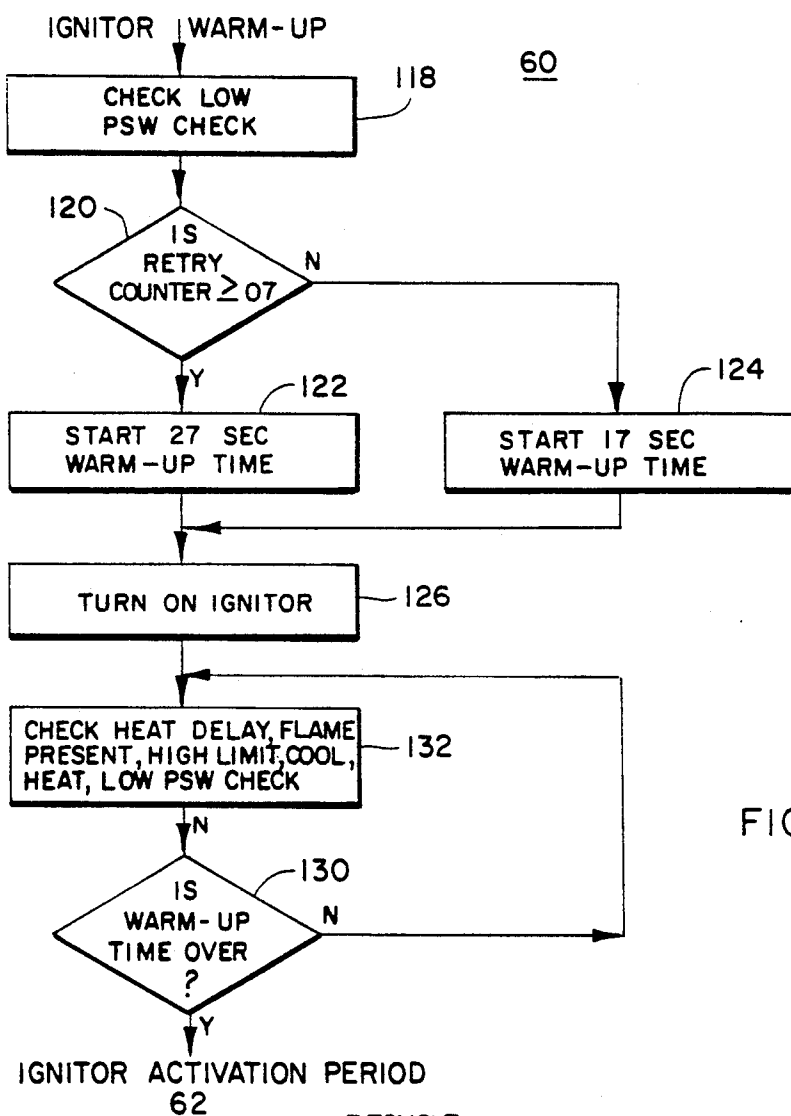 IGNITOR WARM-UP
60
CHECK LOW
PSW CHECK
118
120
IS
RETRY
COUNTER ≥ 07
N
Y
122
124
START 27 SEC
WARM-UP TIME
START 17 SEC
WARM-UP TIME
TURN ON IGNITOR
126
CHECK HEAT DELAY, FLAME
PRESENT, HIGH LIMIT, COOL,
HEAT, LOW PSW CHECK
132
N
FIG
130
IS
WARM-UP
TIME OVER
?
N
Y
IGNITOR ACTIVATION PERIOD
62